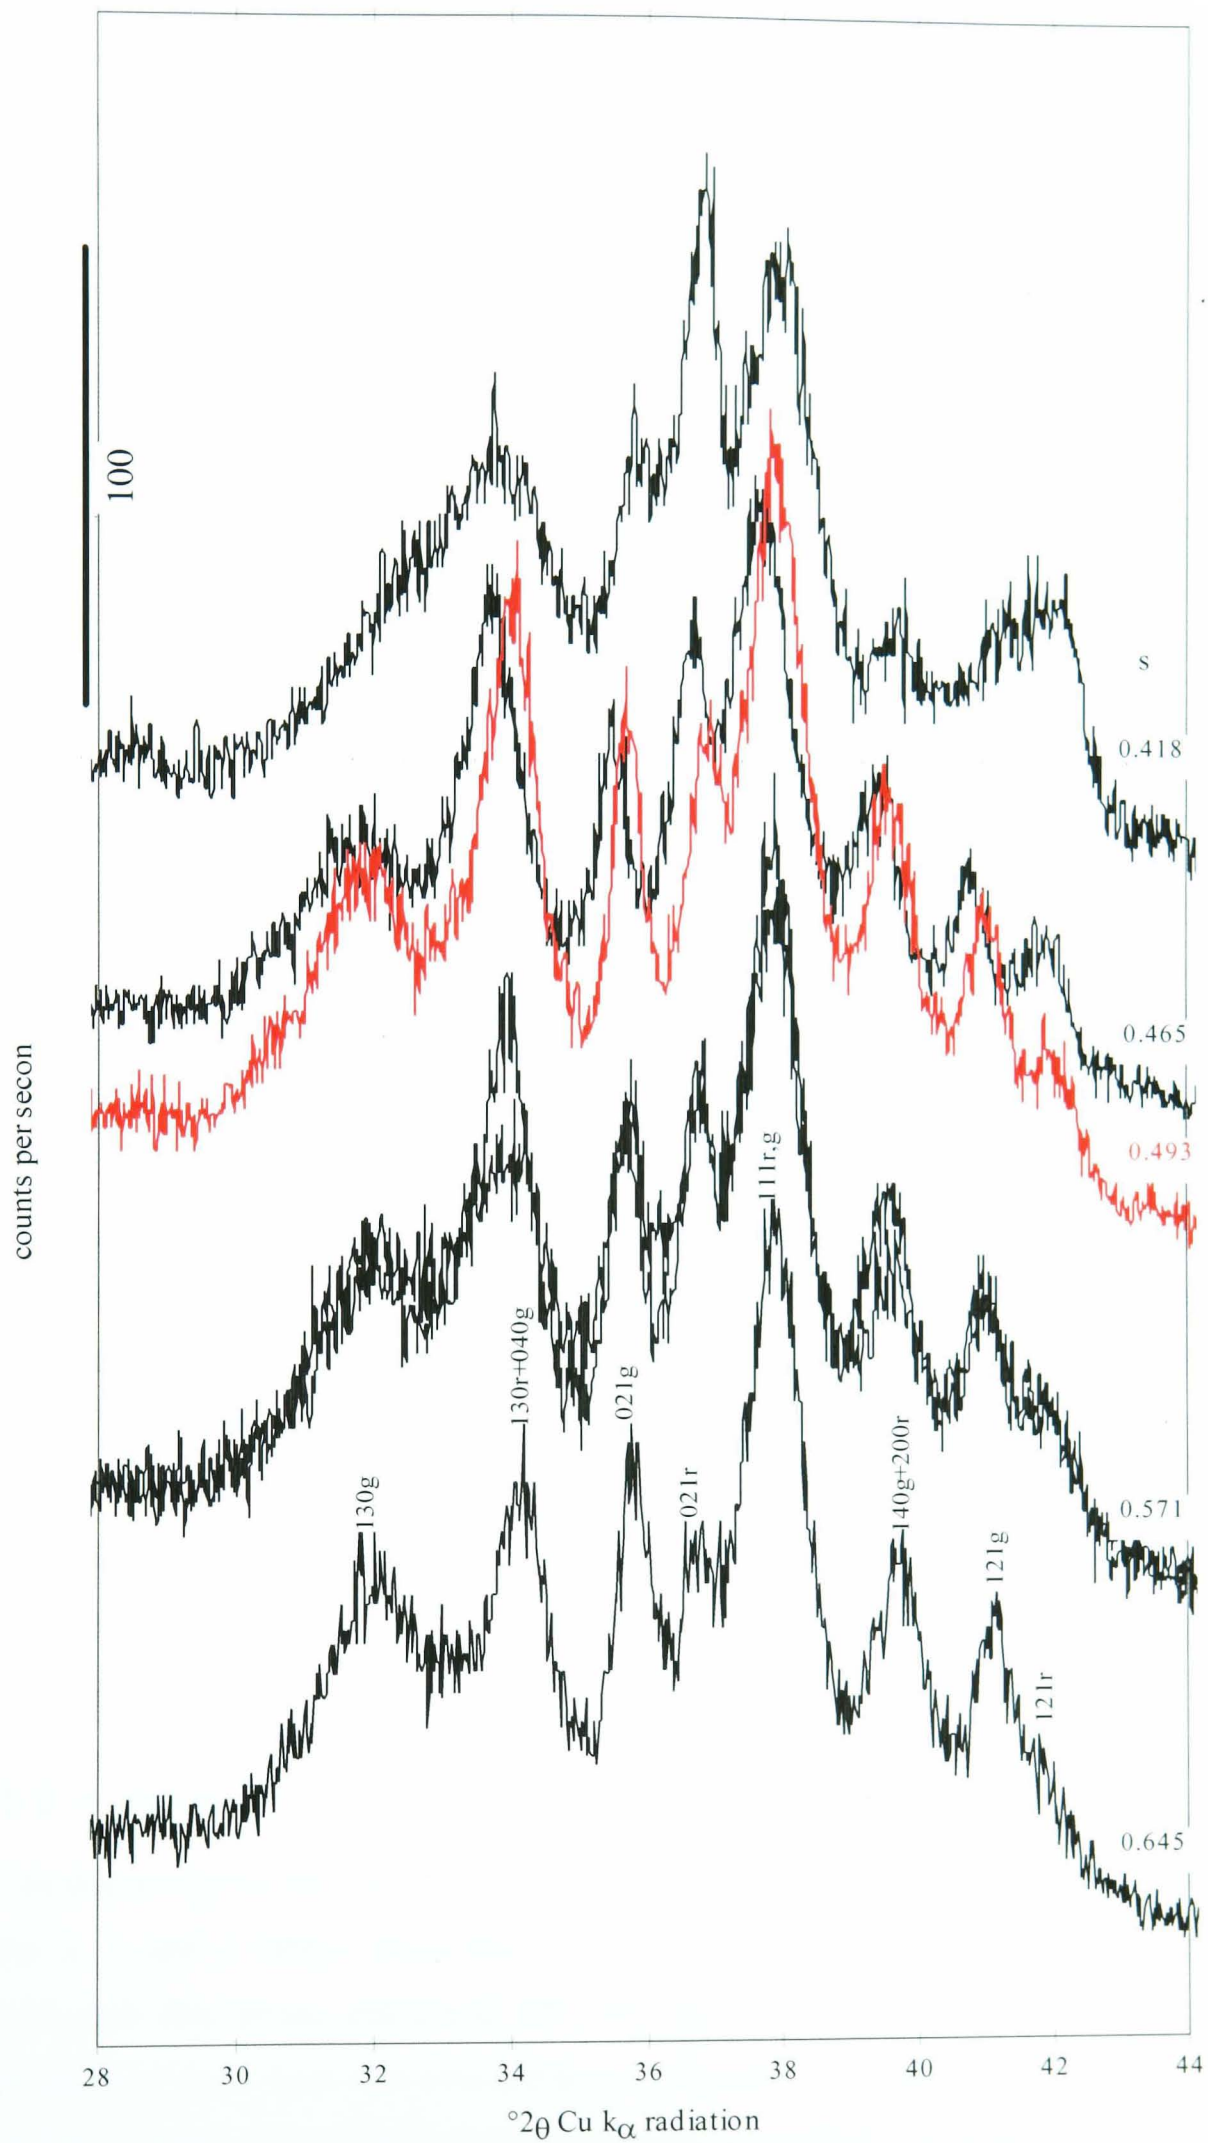 100
s
0.418
0.465
counts per secon
0.493
111r,g
130r+040g
021g
140g+200r
130g
021r
0.571
121g
121r
0.645
28 30 32 34 36 38 40 42 44
°2θ Cu kα radiation